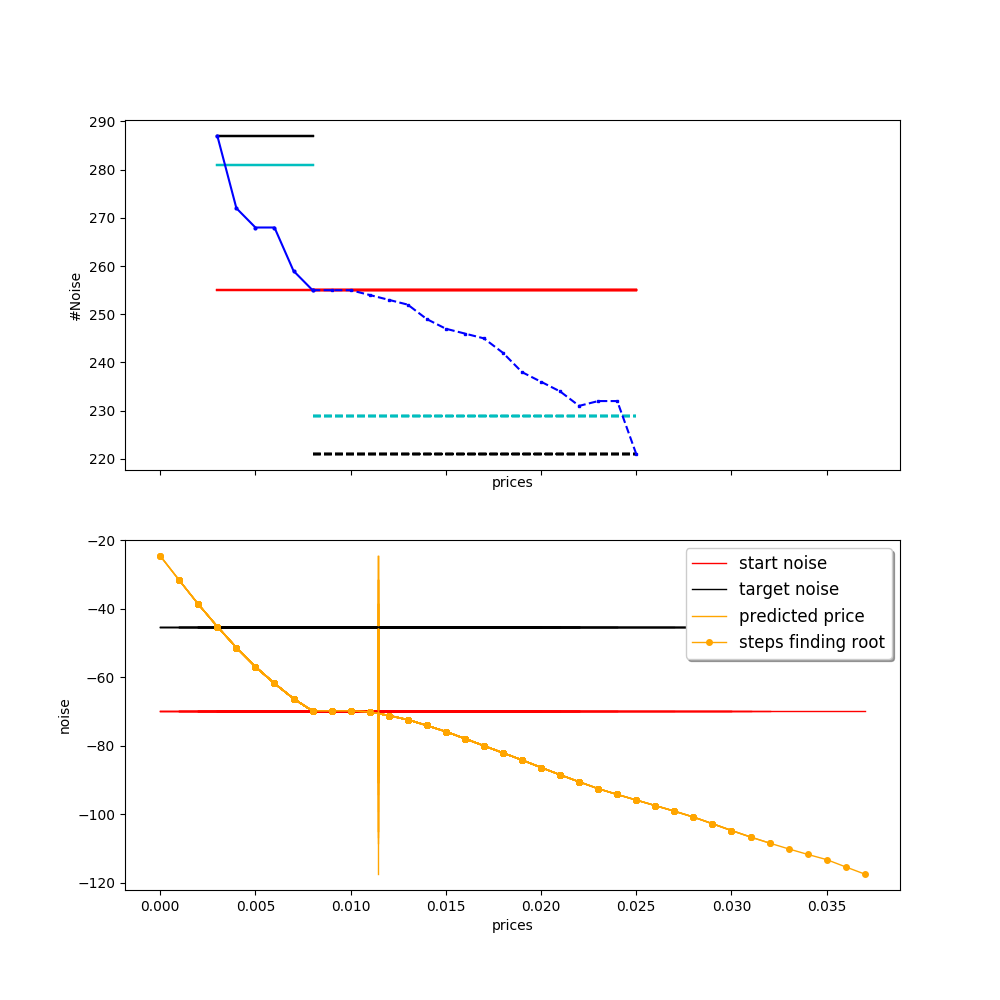 290
280
270
260
250
240
230
220
#Noise
prices
−20
−40
−60
−80
−100
−120
noise
start noise
target noise
predicted price
steps finding root
0.000 0.005 0.010 0.015 0.020 0.025 0.030 0.035
prices